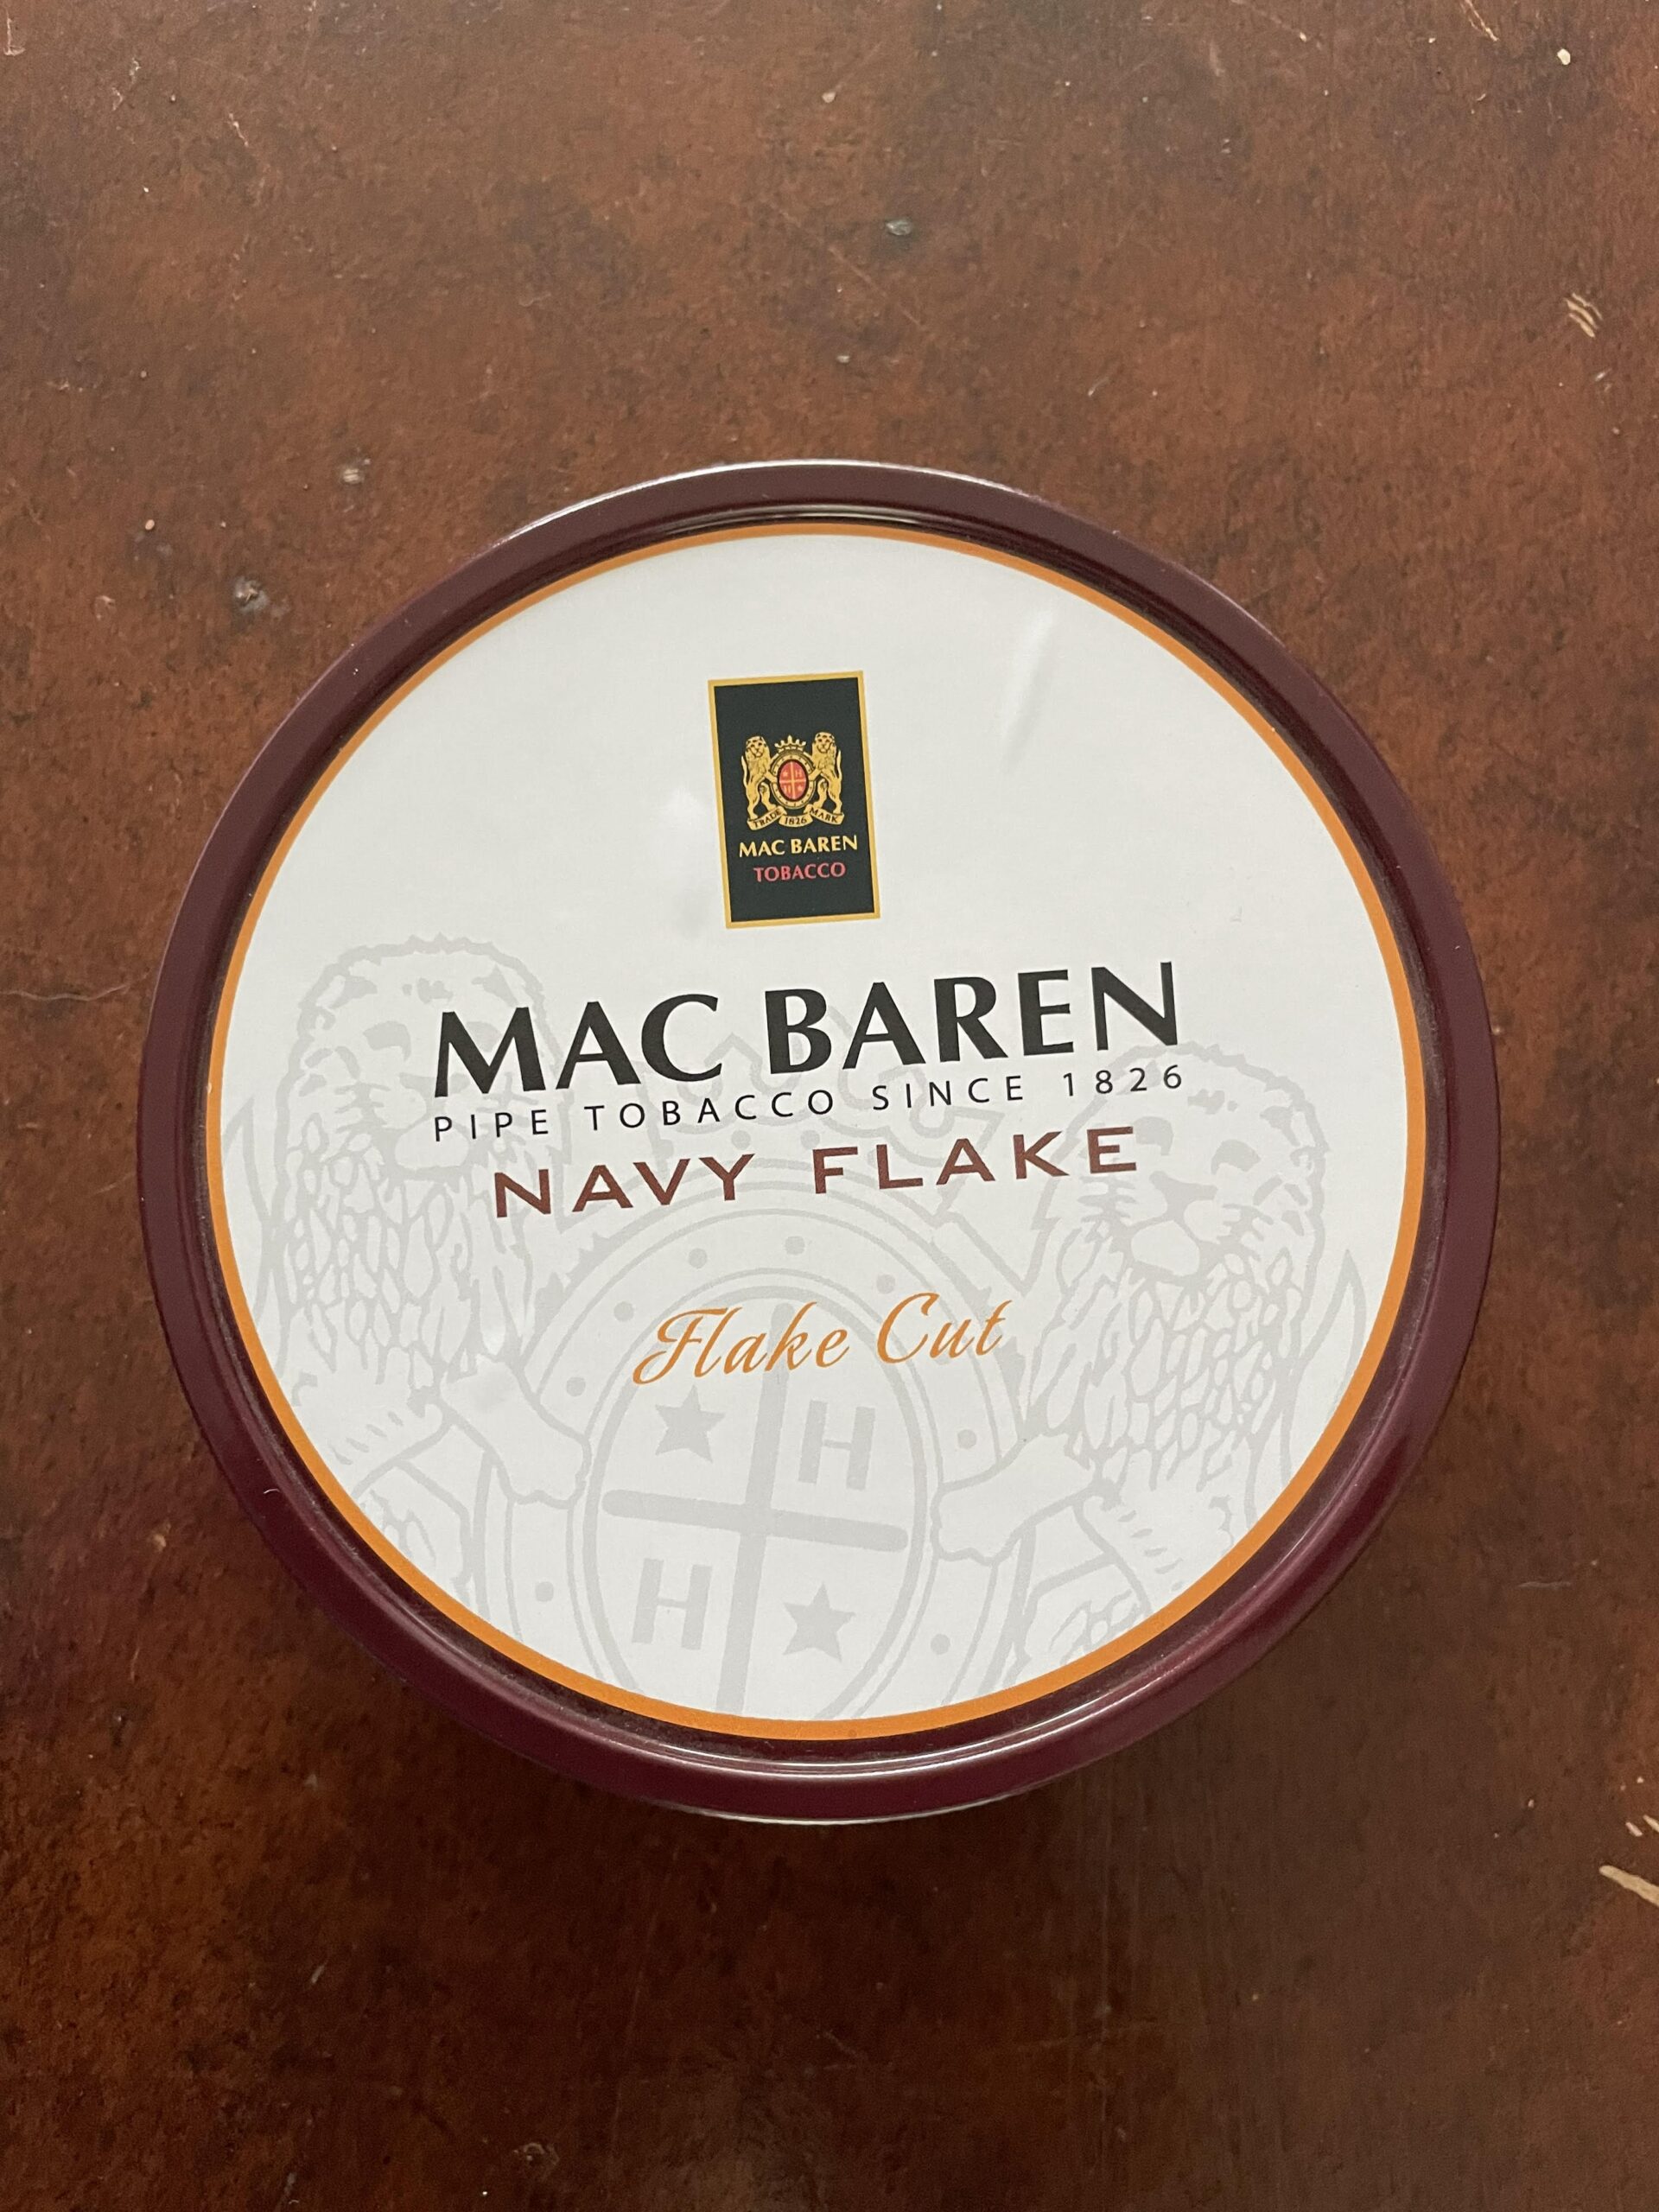 TRADE 1826 MARK
MAC BAREN
TOBACCO
MAC BAREN
PIPE TOBACCO SINCE 1826
NAVY FLAKE
Flake Cut
H
H